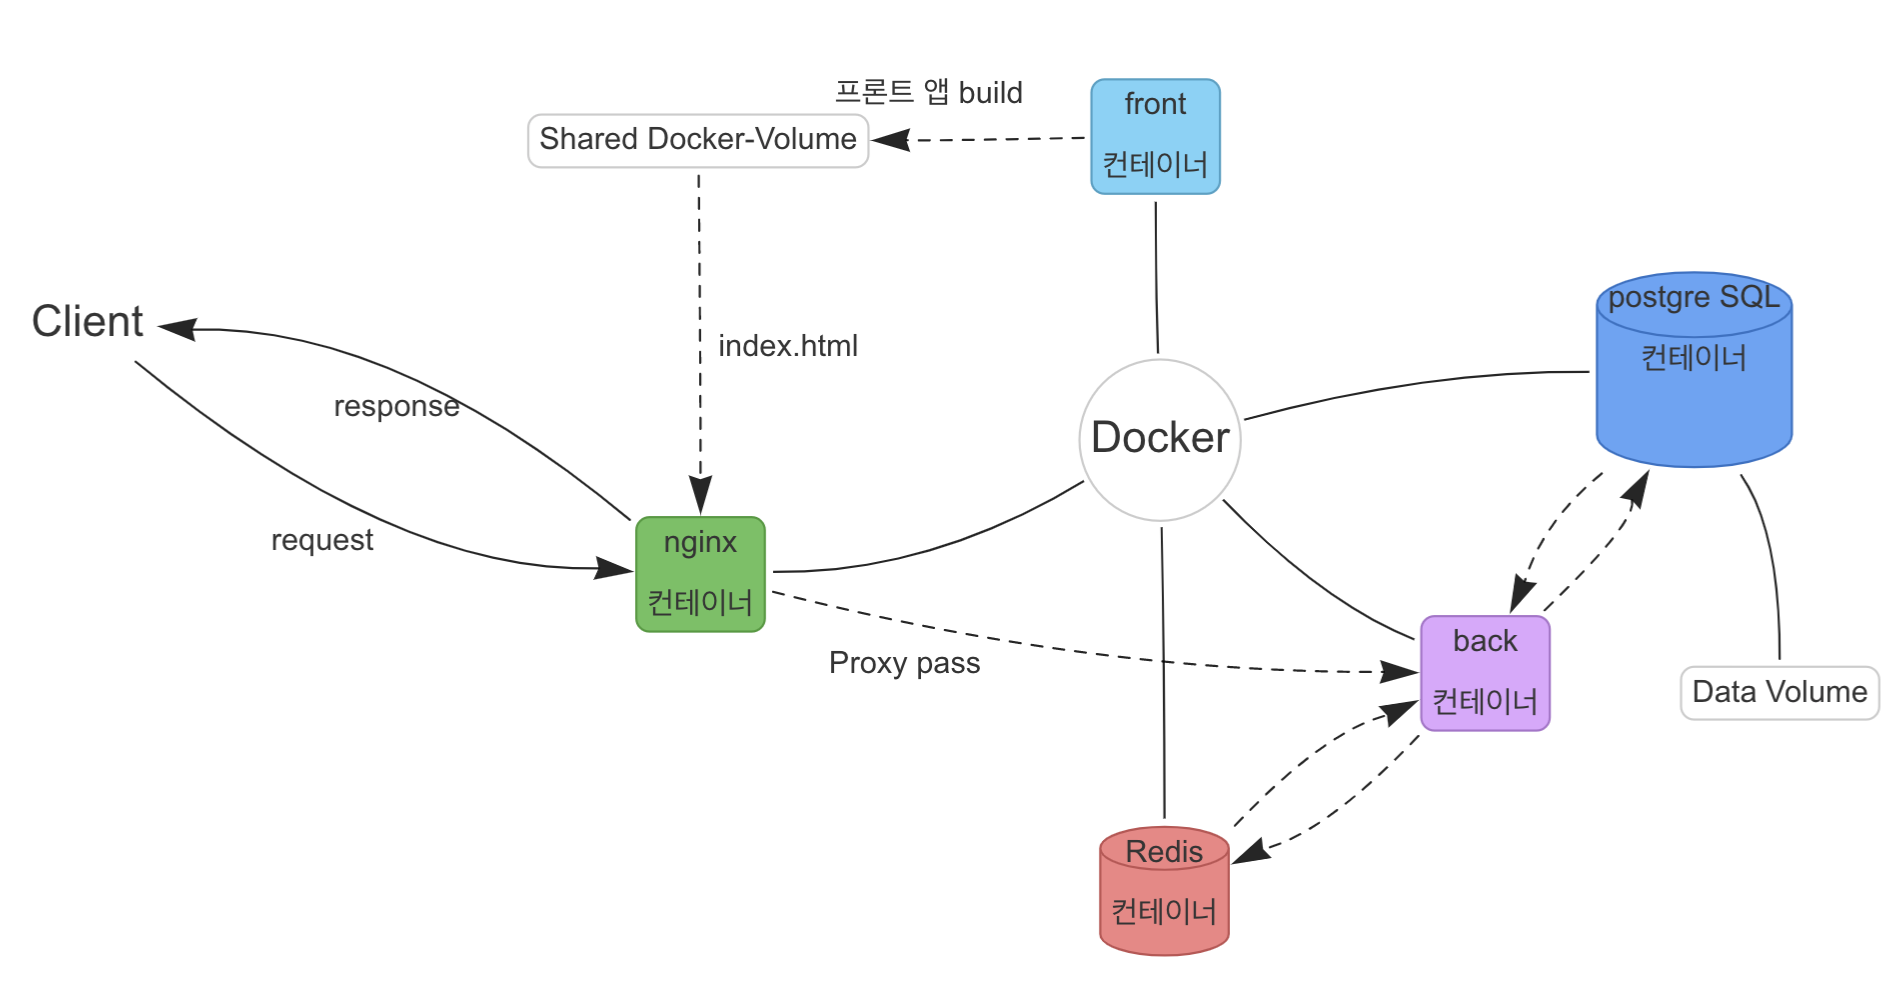 프론트 앱 build
front
컨테이너
Shared Docker-Volume
postgre SQL
컨테이너
Client
index.html
response
Docker
request
nginx
컨테이너
Proxy pass
back
컨테이너
Data Volume
Redis
컨테이너